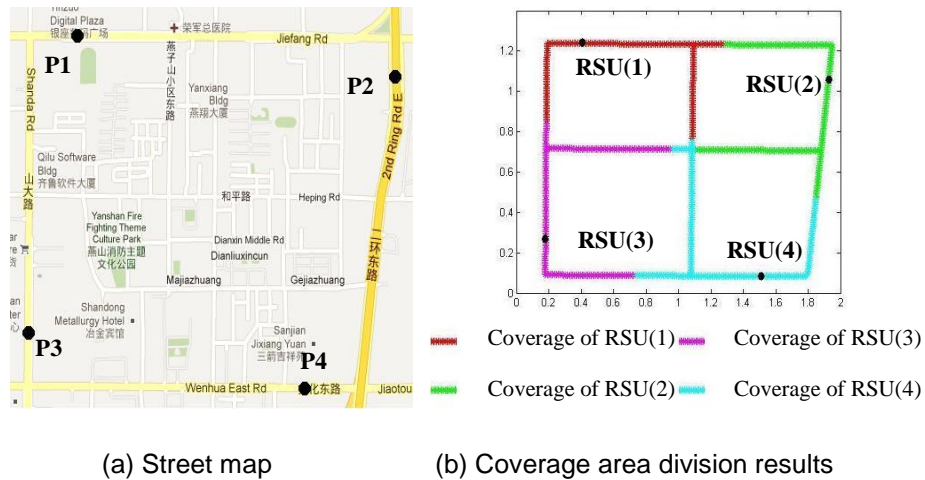 Digital Plaza
银座数码广场
荣军总医院
Jiefang Rd
P1
P2
燕子山小区东路
Yanxiang
Bldg
燕翔大厦
Shanda Rd
山大路
2nd Ring Rd E
二环东路
Qilu Software
Bldg
齐鲁软件大厦
和平路
Heping Rd
Yanshan Fire
Fighting Theme
Culture Park
燕山消防主题
文化公园
Dianxin Middle Rd
Dianliuxincun
Majiazhuang
Gejiazhuang
Shandong
Metallurgy Hotel
冶金宾馆
P3
Sanjian
Jixiang Yuan
三箭吉祥苑
P4
Wenhua East Rd
文化东路
Jiaotou
(a) Street map
1.2
1
0.8
0.6
0.4
0.2
0
0 0.2 0.4 0.6 0.8 1 1.2 1.4 1.6 1.8 2
RSU(1)
RSU(2)
RSU(3)
RSU(4)
Coverage of RSU(1)
Coverage of RSU(3)
Coverage of RSU(2)
Coverage of RSU(4)
(b) Coverage area division results